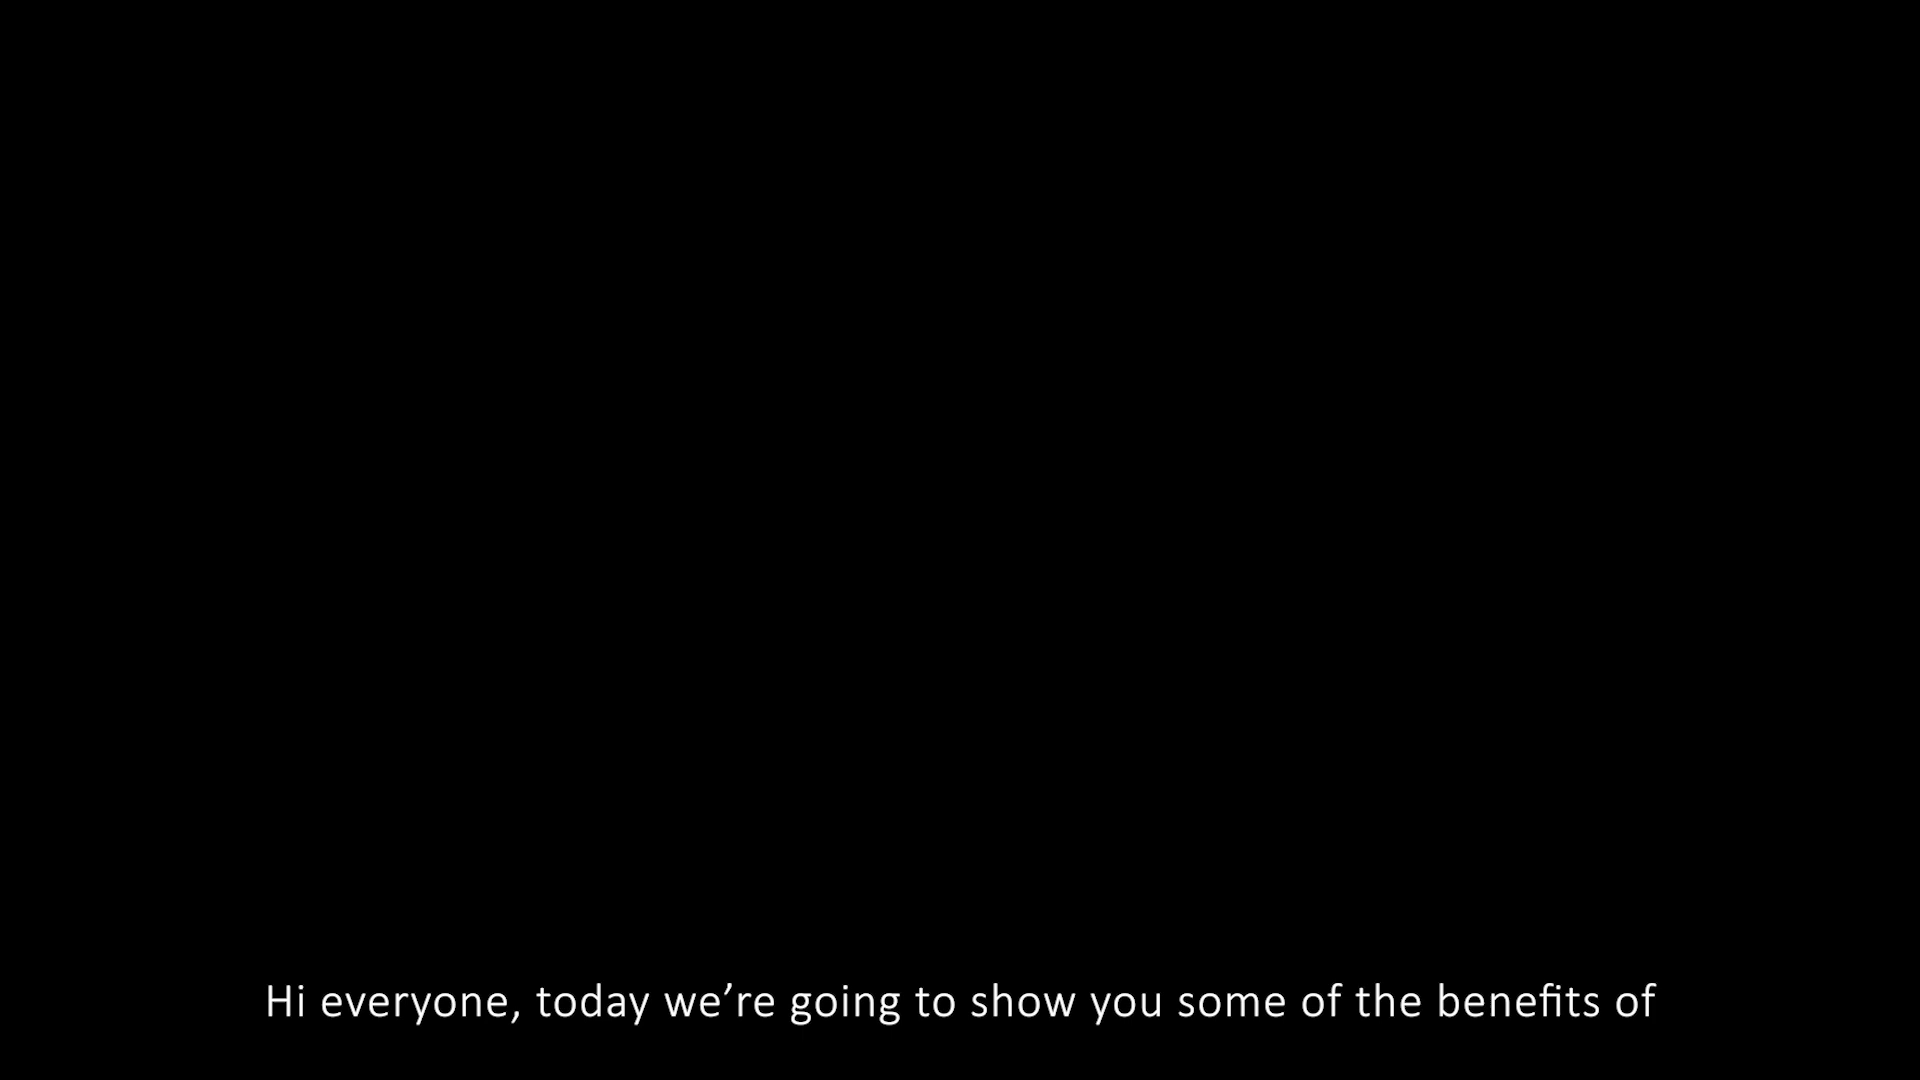 Hi everyone, today we’re going to show you some of the benefits of